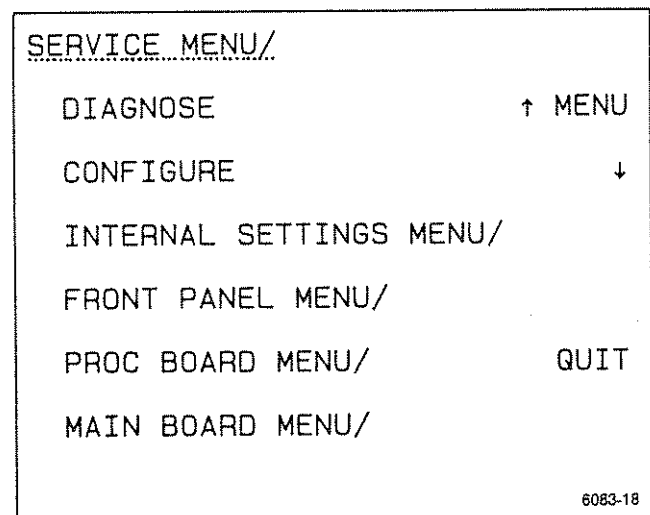 SERVICE MENU/
DIAGNOSE ↑ MENU
CONFIGURE ↓
INTERNAL SETTINGS MENU/
FRONT PANEL MENU/
PROC BOARD MENU/ QUIT
MAIN BOARD MENU/
6083-18